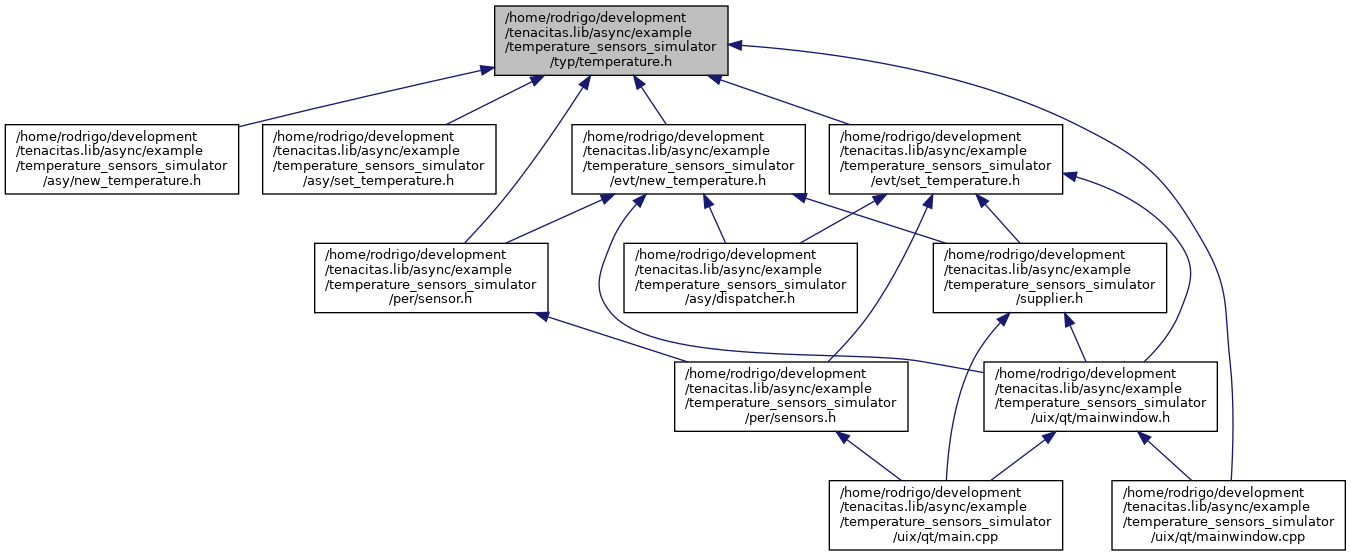 /home/rodrigo/development
/tenacitas.lib/async/example
/temperature_sensors_simulator
/typ/temperature.h
/home/rodrigo/development
/tenacitas.lib/async/example
/temperature_sensors_simulator
/asy/new_temperature.h
/home/rodrigo/development
/tenacitas.lib/async/example
/temperature_sensors_simulator
/asy/set_temperature.h
/home/rodrigo/development
/tenacitas.lib/async/example
/temperature_sensors_simulator
/evt/new_temperature.h
/home/rodrigo/development
/tenacitas.lib/async/example
/temperature_sensors_simulator
/evt/set_temperature.h
/home/rodrigo/development
/tenacitas.lib/async/example
/temperature_sensors_simulator
/per/sensor.h
/home/rodrigo/development
/tenacitas.lib/async/example
/temperature_sensors_simulator
/asy/dispatcher.h
/home/rodrigo/development
/tenacitas.lib/async/example
/temperature_sensors_simulator
/supplier.h
/home/rodrigo/development
/tenacitas.lib/async/example
/temperature_sensors_simulator
/per/sensors.h
/home/rodrigo/development
/tenacitas.lib/async/example
/temperature_sensors_simulator
/uix/qt/mainwindow.h
/home/rodrigo/development
/tenacitas.lib/async/example
/temperature_sensors_simulator
/uix/qt/main.cpp
/home/rodrigo/development
/tenacitas.lib/async/example
/temperature_sensors_simulator
/uix/qt/mainwindow.cpp